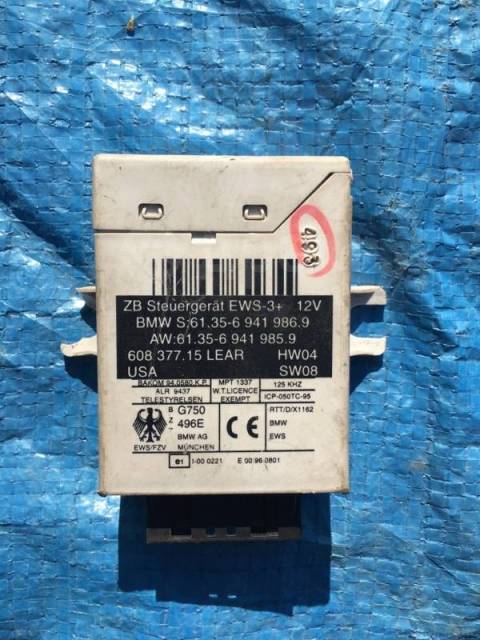 41913
ZB Steuergerät EWS-3+ 12V
BMW S:61.35-6 941 986.9
AW:61.35-6 941 985.9
608 377.15 LEAR HW04
USA SW08
BAKOM 94.0580 K.P. MPT 1337 125 KHZ
ALR 9437 W.T.LICENCE ICP-050TC-95
TELESTYRELSEN EXEMPT
B Z T G750 496E CE RTT/D/X1162
BMW
BMW AG EWS
EWS/FZV MÜNCHEN
e1 I-00 0221 E 00 96 0801